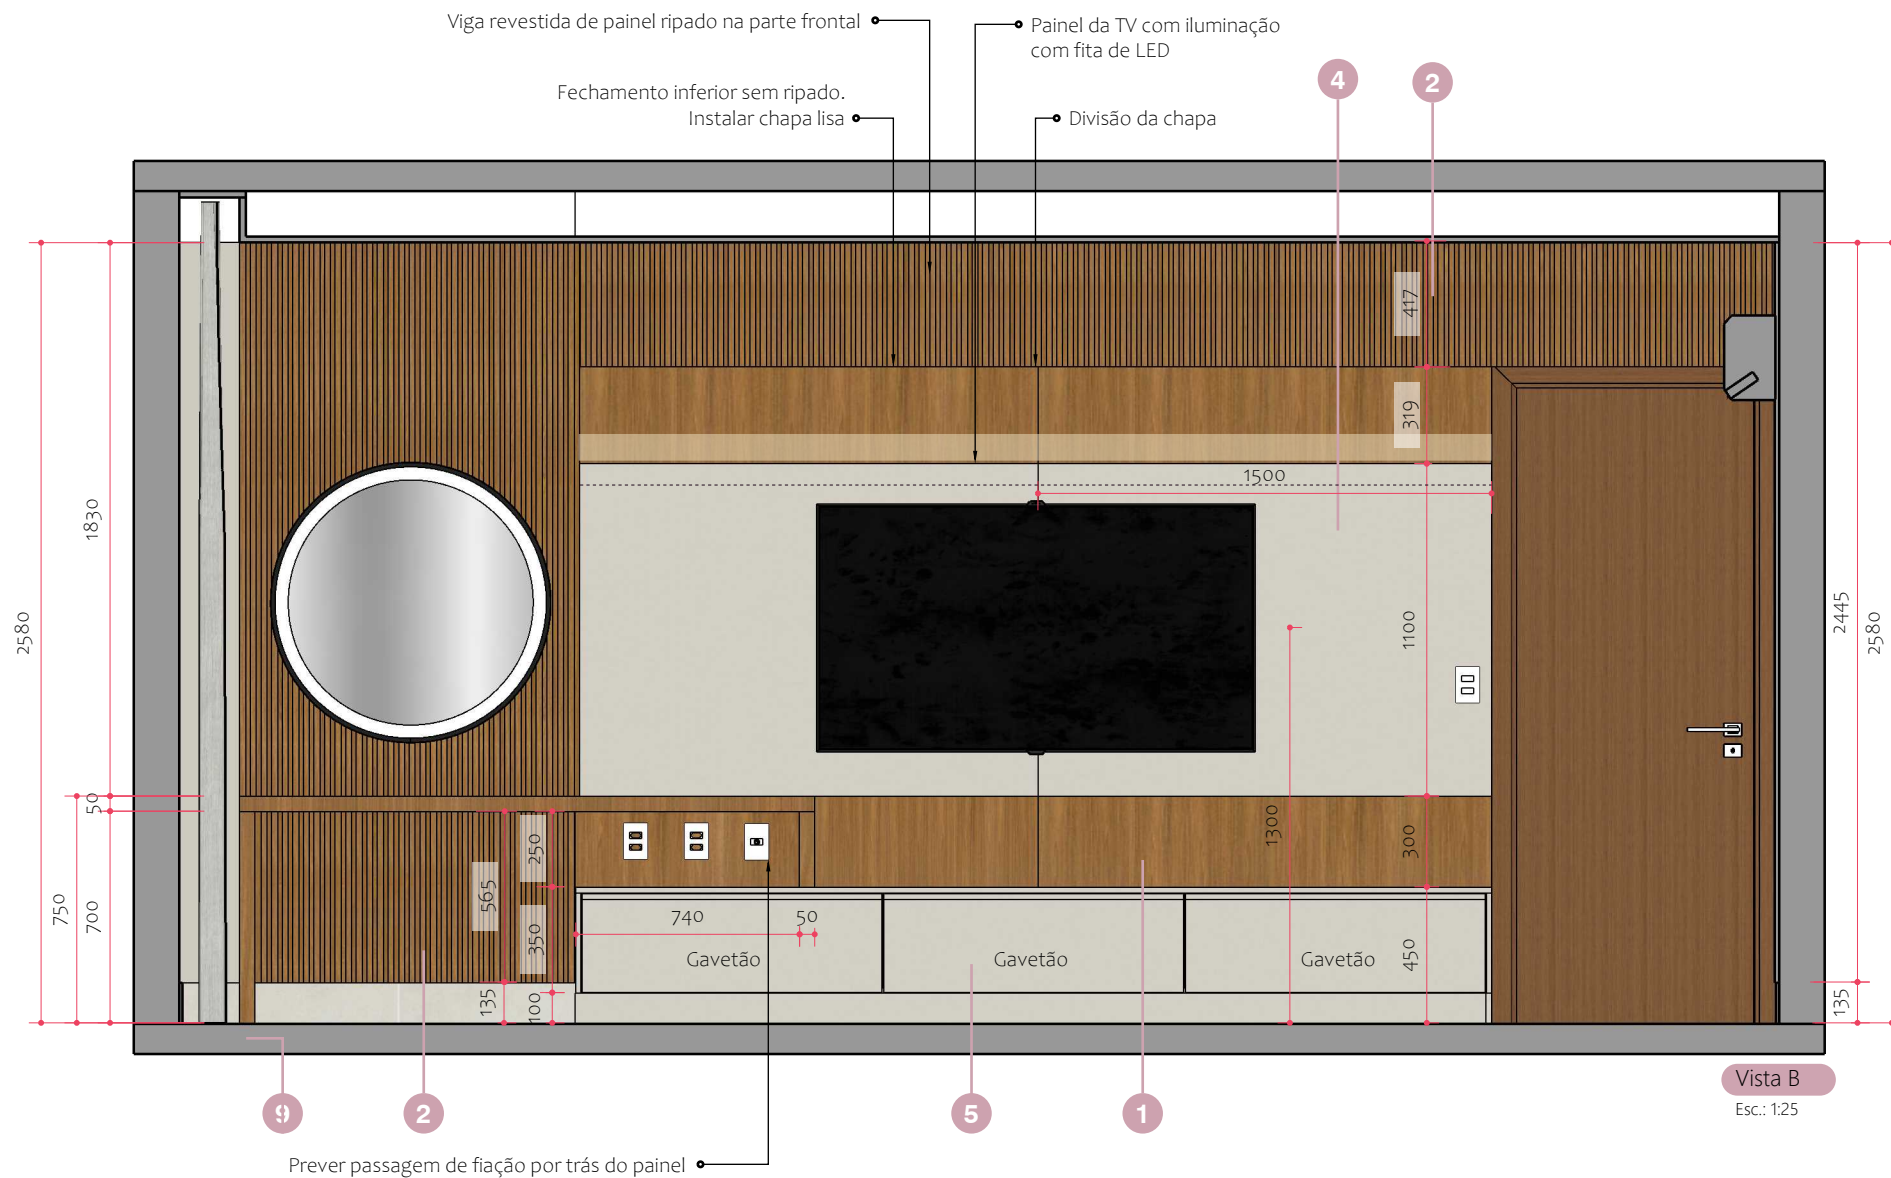 Viga revestida de painel ripado na parte frontal
Painel da TV com iluminação
com fita de LED
Fechamento inferior sem ripado.
Instalar chapa lisa
Divisão da chapa
4
2
417
319
1500
1830
2580
1100
2445
2580
50
750
700
565
250
350
1300
300
740
50
Gavetão
Gavetão
Gavetão
450
135
100
135
9
2
5
1
Vista B
Esc.: 1:25
Prever passagem de fiação por trás do painel